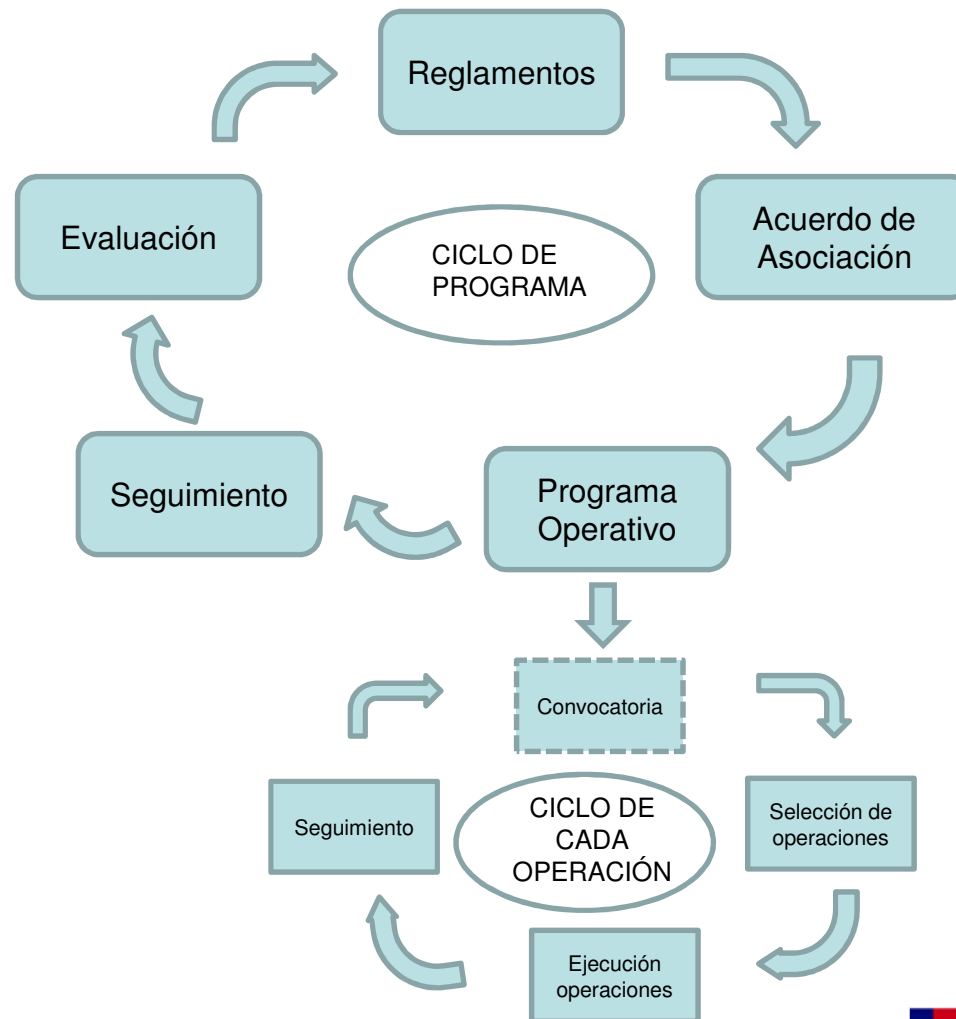 Reglamentos
Evaluación
CICLO DE
PROGRAMA
Acuerdo de
Asociación
Seguimiento
Programa
Operativo
Convocatoria
Seguimiento
CICLO DE
CADA
OPERACIÓN
Selección de
operaciones
Ejecución
operaciones